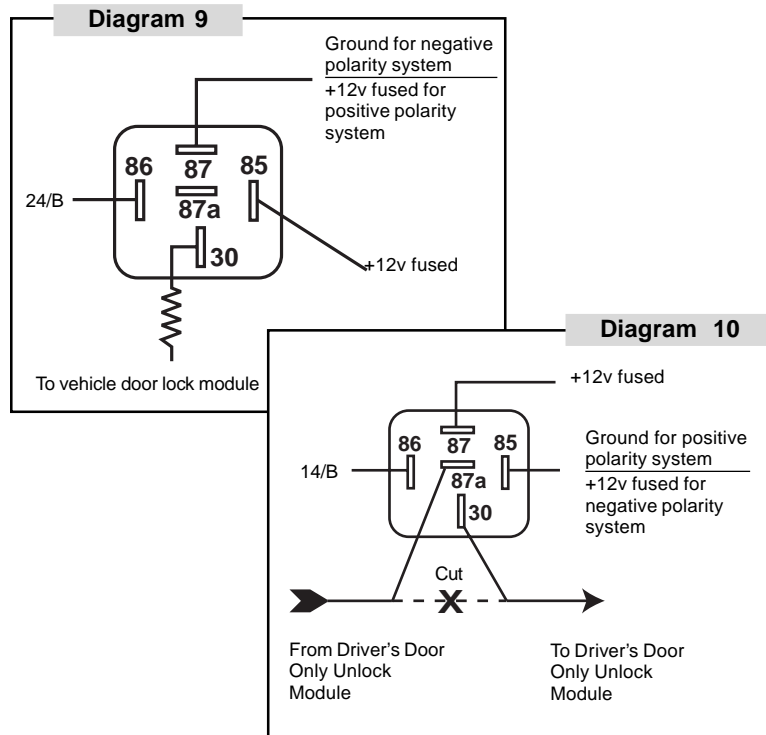 Diagram 9
Ground for negative
polarity system
+12v fused for
positive polarity
system
86
87
85
24/B
87a
30
+12v fused
To vehicle door lock module
Diagram 10
+12v fused
86
87
85
Ground for positive
polarity system
+12v fused for
negative polarity
system
14/B
87a
30
Cut
X
From Driver's Door
Only Unlock
Module
To Driver's Door
Only Unlock
Module